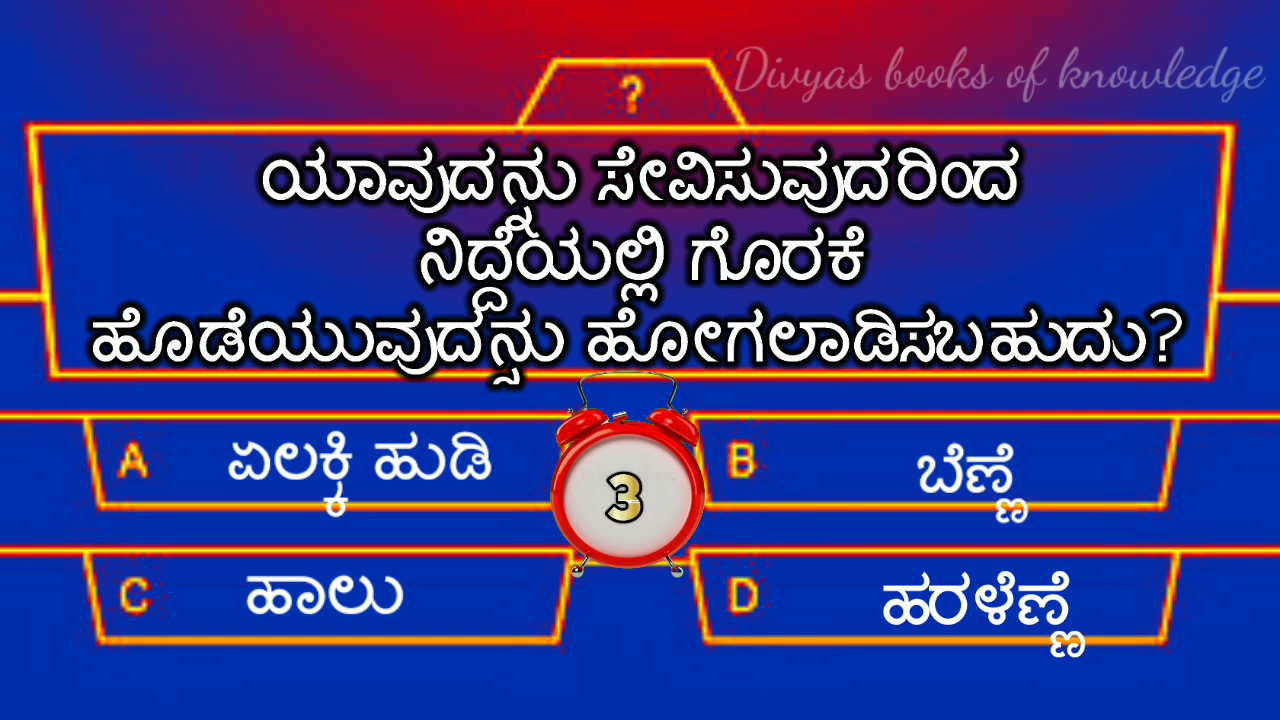 Divyas books of knowledge
?
ಯಾವುದನ್ನು ಸೇವಿಸುವುದರಿಂದ
ನಿದ್ದೆಯಲ್ಲಿ ಗೊರಕೆ
ಹೊಡೆಯುವುದನ್ನು ಹೋಗಲಾಡಿಸಬಹುದು?
A ಏಲಕ್ಕಿ ಹುಡಿ
B ಬೆಣ್ಣೆ
3
C ಹಾಲು
D ಹರಳೆಣ್ಣೆ